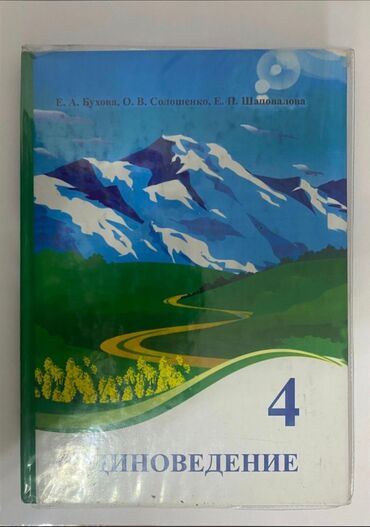 Е. А. Бухова, О. В. Солошенко, Е. П. Шаповалова
4
ДИНОВЕДЕНИЕ